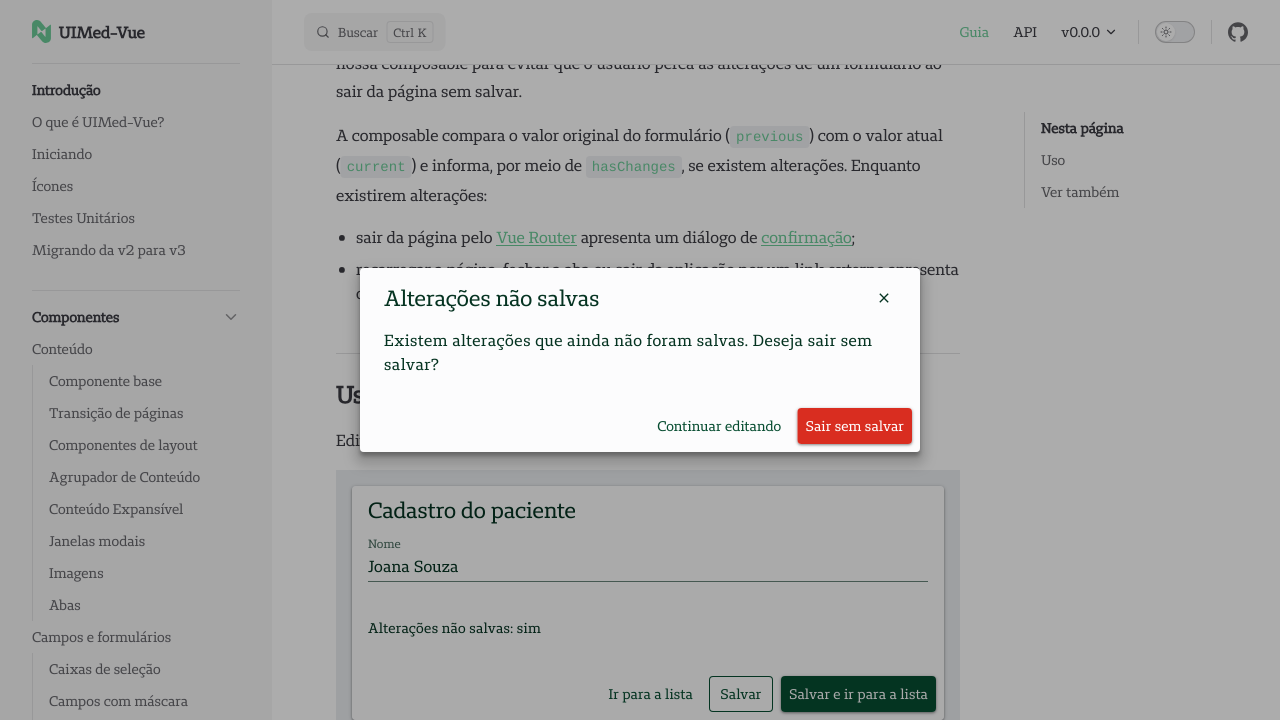 UIMed-Vue
Buscar Ctrl K
Guia
API
v0.0.0
Introdução
O que é UIMed-Vue?
Iniciando
Ícones
Testes Unitários
Migrando da v2 para v3
Componentes
Conteúdo
Componente base
Transição de páginas
Componentes de layout
Agrupador de Conteúdo
Conteúdo Expansível
Janelas modais
Imagens
Abas
Campos e formulários
Caixas de seleção
Campos com máscara
nossa composable para evitar que o usuário perca as alterações de um formulário ao
sair da página sem salvar.
A composable compara o valor original do formulário ( previous ) com o valor atual
( current ) e informa, por meio de hasChanges , se existem alterações. Enquanto
existirem alterações:
sair da página pelo Vue Router apresenta um diálogo de confirmação;
Alterações não salvas
Existem alterações que ainda não foram salvas. Deseja sair sem
salvar?
Continuar editando
Sair sem salvar
Cadastro do paciente
Nome
Joana Souza
Alterações não salvas: sim
Ir para a lista
Salvar
Salvar e ir para a lista
Nesta página
Uso
Ver também